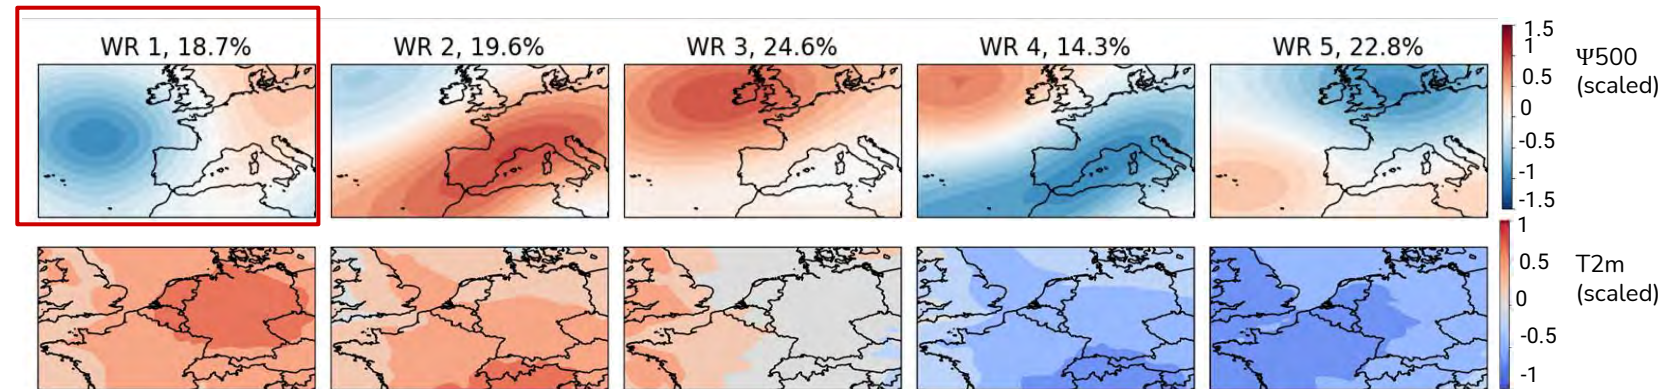 WR 1, 18.7%
WR 2, 19.6%
WR 3, 24.6%
WR 4, 14.3%
WR 5, 22.8%
1.5
1
0.5
0
-0.5
-1
-1.5
Ψ500
(scaled)
1
0.5
0
-0.5
-1
T2m
(scaled)